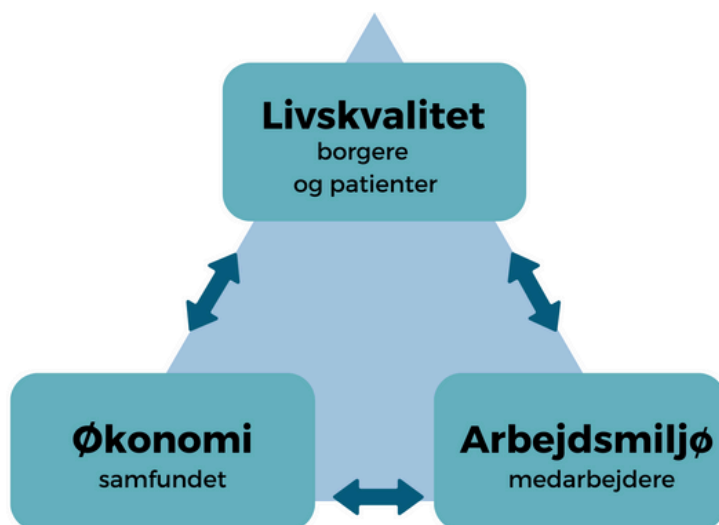 Livskvalitet
borgere
og patienter
Økonomi
samfundet
Arbejdsmiljø
medarbejdere